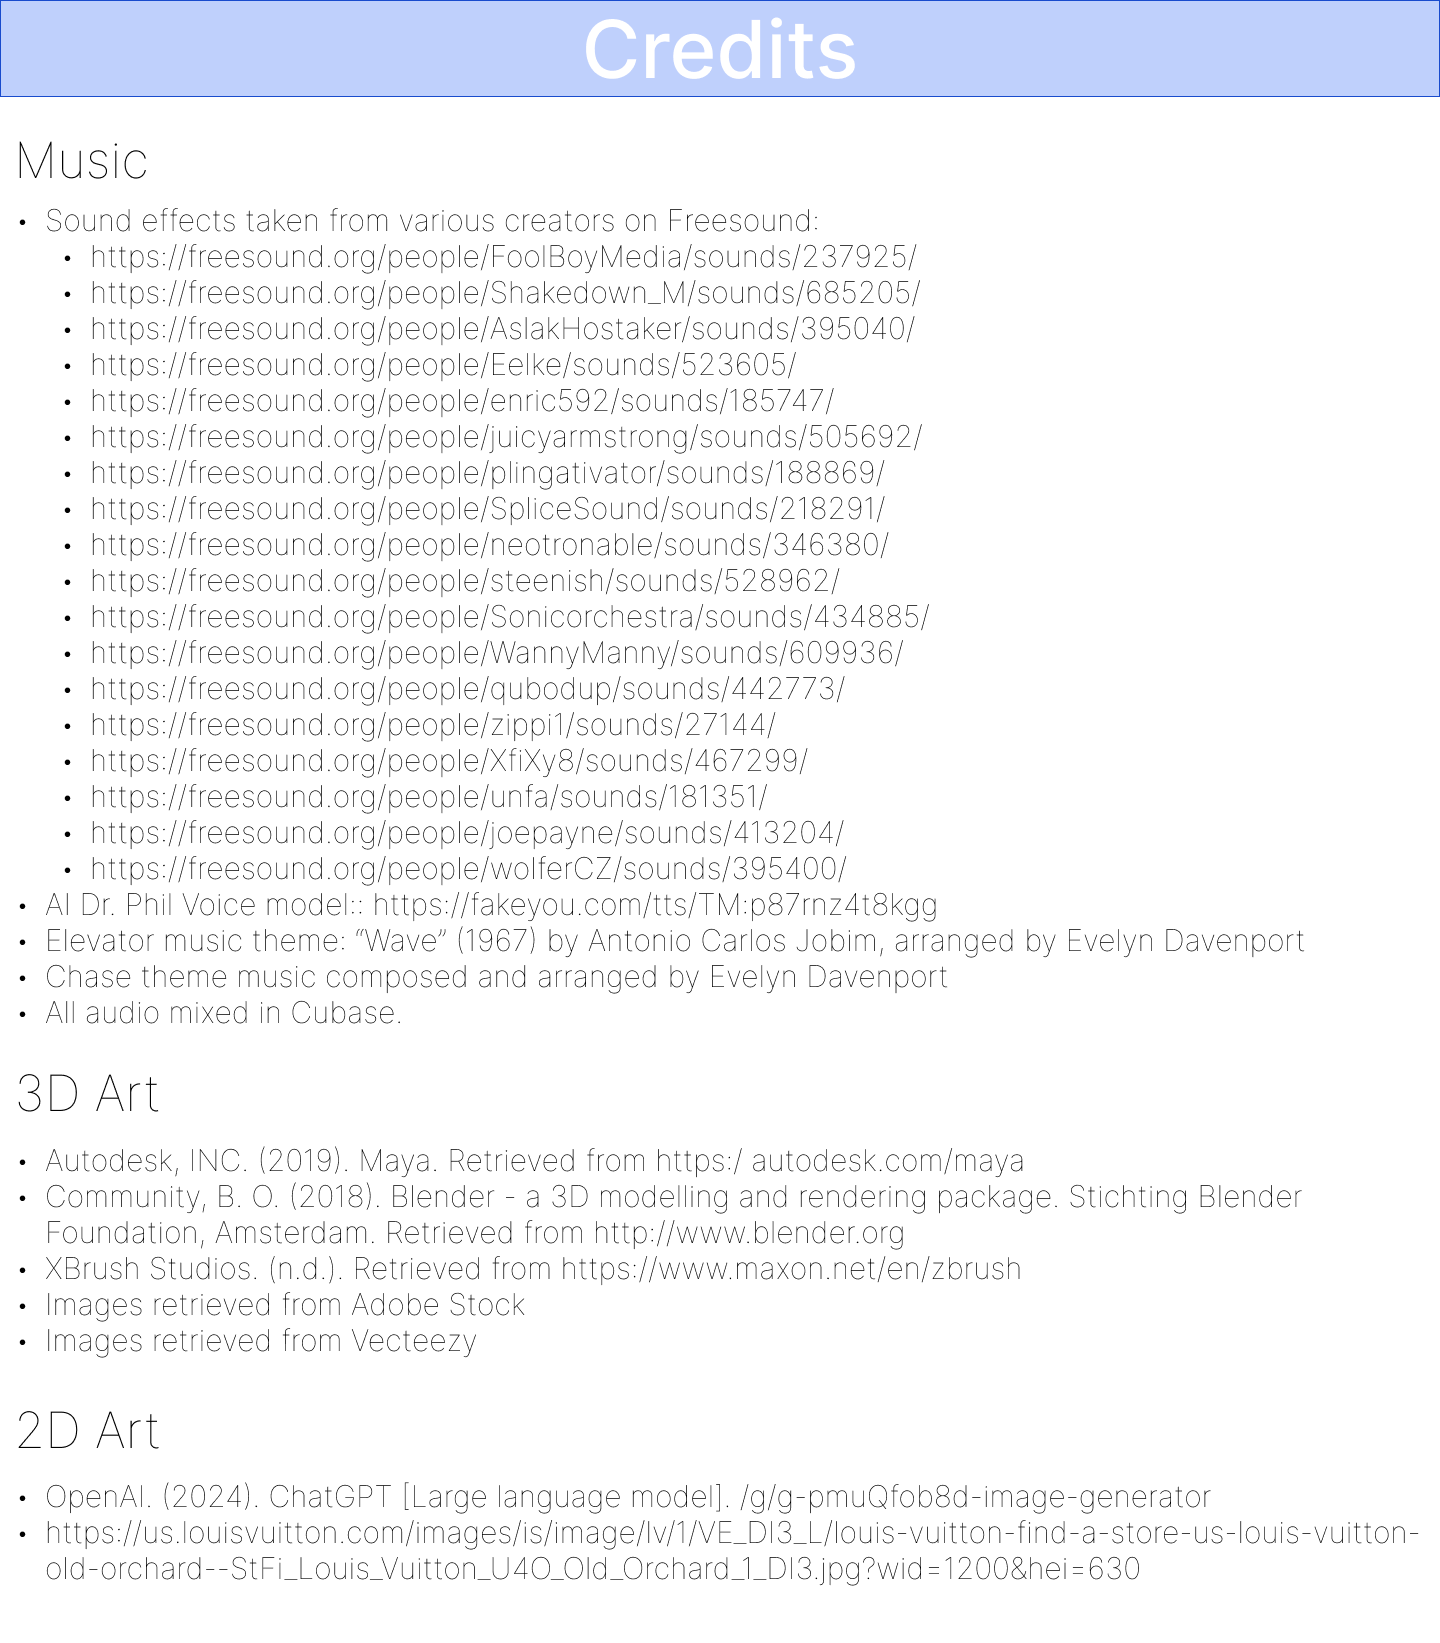 Credits
Music
• Sound effects taken from various creators on Freesound:
• https://freesound.org/people/FoolBoyMedia/sounds/237925/
• https://freesound.org/people/Shakedown_M/sounds/685205/
• https://freesound.org/people/AslakHostaker/sounds/395040/
• https://freesound.org/people/Eelke/sounds/523605/
• https://freesound.org/people/enric592/sounds/185747/
• https://freesound.org/people/juicyarmstrong/sounds/505692/
• https://freesound.org/people/plingativator/sounds/188869/
• https://freesound.org/people/SpliceSound/sounds/218291/
• https://freesound.org/people/neotronable/sounds/346380/
• https://freesound.org/people/steenish/sounds/528962/
• https://freesound.org/people/Sonicorchestra/sounds/434885/
• https://freesound.org/people/WannyManny/sounds/609936/
• https://freesound.org/people/qubodup/sounds/442773/
• https://freesound.org/people/zippi1/sounds/27144/
• https://freesound.org/people/XfiXy8/sounds/467299/
• https://freesound.org/people/unfa/sounds/181351/
• https://freesound.org/people/joepayne/sounds/413204/
• https://freesound.org/people/wolferCZ/sounds/395400/
• AI Dr. Phil Voice model:: https://fakeyou.com/tts/TM:p87rnz4t8kgg
• Elevator music theme: “Wave” (1967) by Antonio Carlos Jobim, arranged by Evelyn Davenport
• Chase theme music composed and arranged by Evelyn Davenport
• All audio mixed in Cubase.
3D Art
• Autodesk, INC. (2019). Maya. Retrieved from https:/ autodesk.com/maya
• Community, B. O. (2018). Blender - a 3D modelling and rendering package. Stichting Blender
Foundation, Amsterdam. Retrieved from http://www.blender.org
• XBrush Studios. (n.d.). Retrieved from https://www.maxon.net/en/zbrush
• Images retrieved from Adobe Stock
• Images retrieved from Vecteezy
2D Art
• OpenAI. (2024). ChatGPT [Large language model]. /g/g-pmuQfob8d-image-generator
• https://us.louisvuitton.com/images/is/image/lv/1/VE_DI3_L/louis-vuitton-find-a-store-us-louis-vuitton-
old-orchard--StFi_Louis_Vuitton_U4O_Old_Orchard_1_DI3.jpg?wid=1200&hei=630